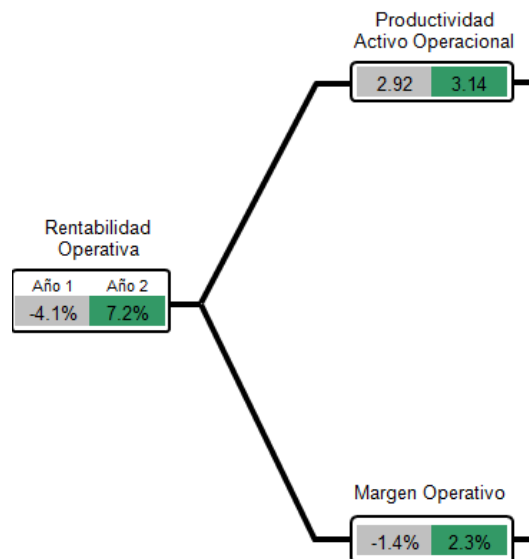 Productividad
Activo Operacional
2.92 3.14
Rentabilidad
Operativa
Año 1 Año 2
-4.1% 7.2%
Margen Operativo
-1.4% 2.3%